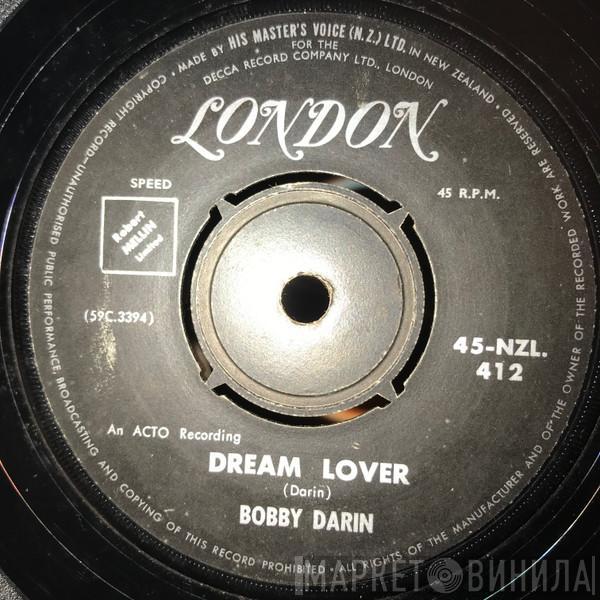 MADE BY HIS MASTER'S VOICE (N.Z.) LTD. IN NEW ZEALAND
FOR THE
DECCA RECORD COMPANY LTD., LONDON
LONDON
SPEED
45 R.P.M.
Robert
MELLIN
Limited
(59C.3394)
45-NZL.
412
An ACTO Recording
DREAM LOVER
(Darin)
BOBBY DARIN
COPYRIGHT RECORD—UNAUTHORISED PUBLIC PERFORMANCE, BROADCASTING AND COPYING OF THIS RECORD PROHIBITED • ALL RIGHTS OF THE MANUFACTURER AND OF THE OWNER OF THE RECORDED WORK ARE RESERVED •
МАРКЕТ ВИНИЛА